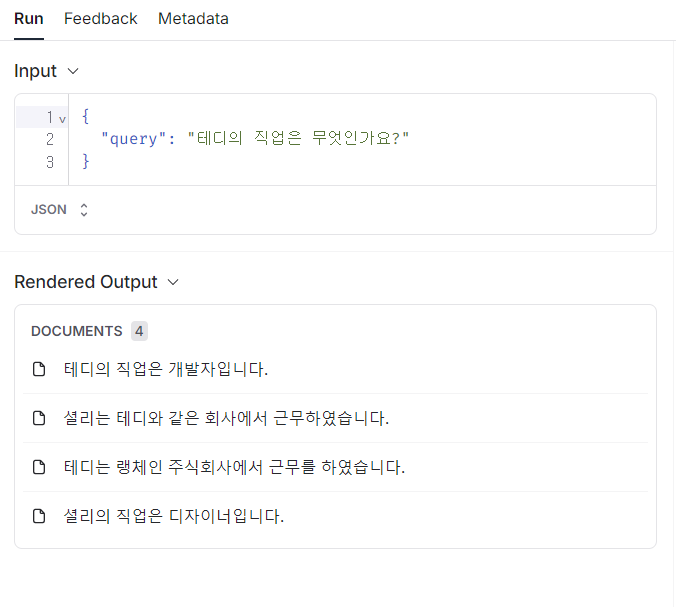 Run Feedback Metadata
Input
1 {
2 "query": "테디의 직업은 무엇인가요?"
3 }
JSON
Rendered Output
DOCUMENTS 4
테디의 직업은 개발자입니다.
셜리는 테디와 같은 회사에서 근무하였습니다.
테디는 랭체인 주식회사에서 근무를 하였습니다.
셜리의 직업은 디자이너입니다.